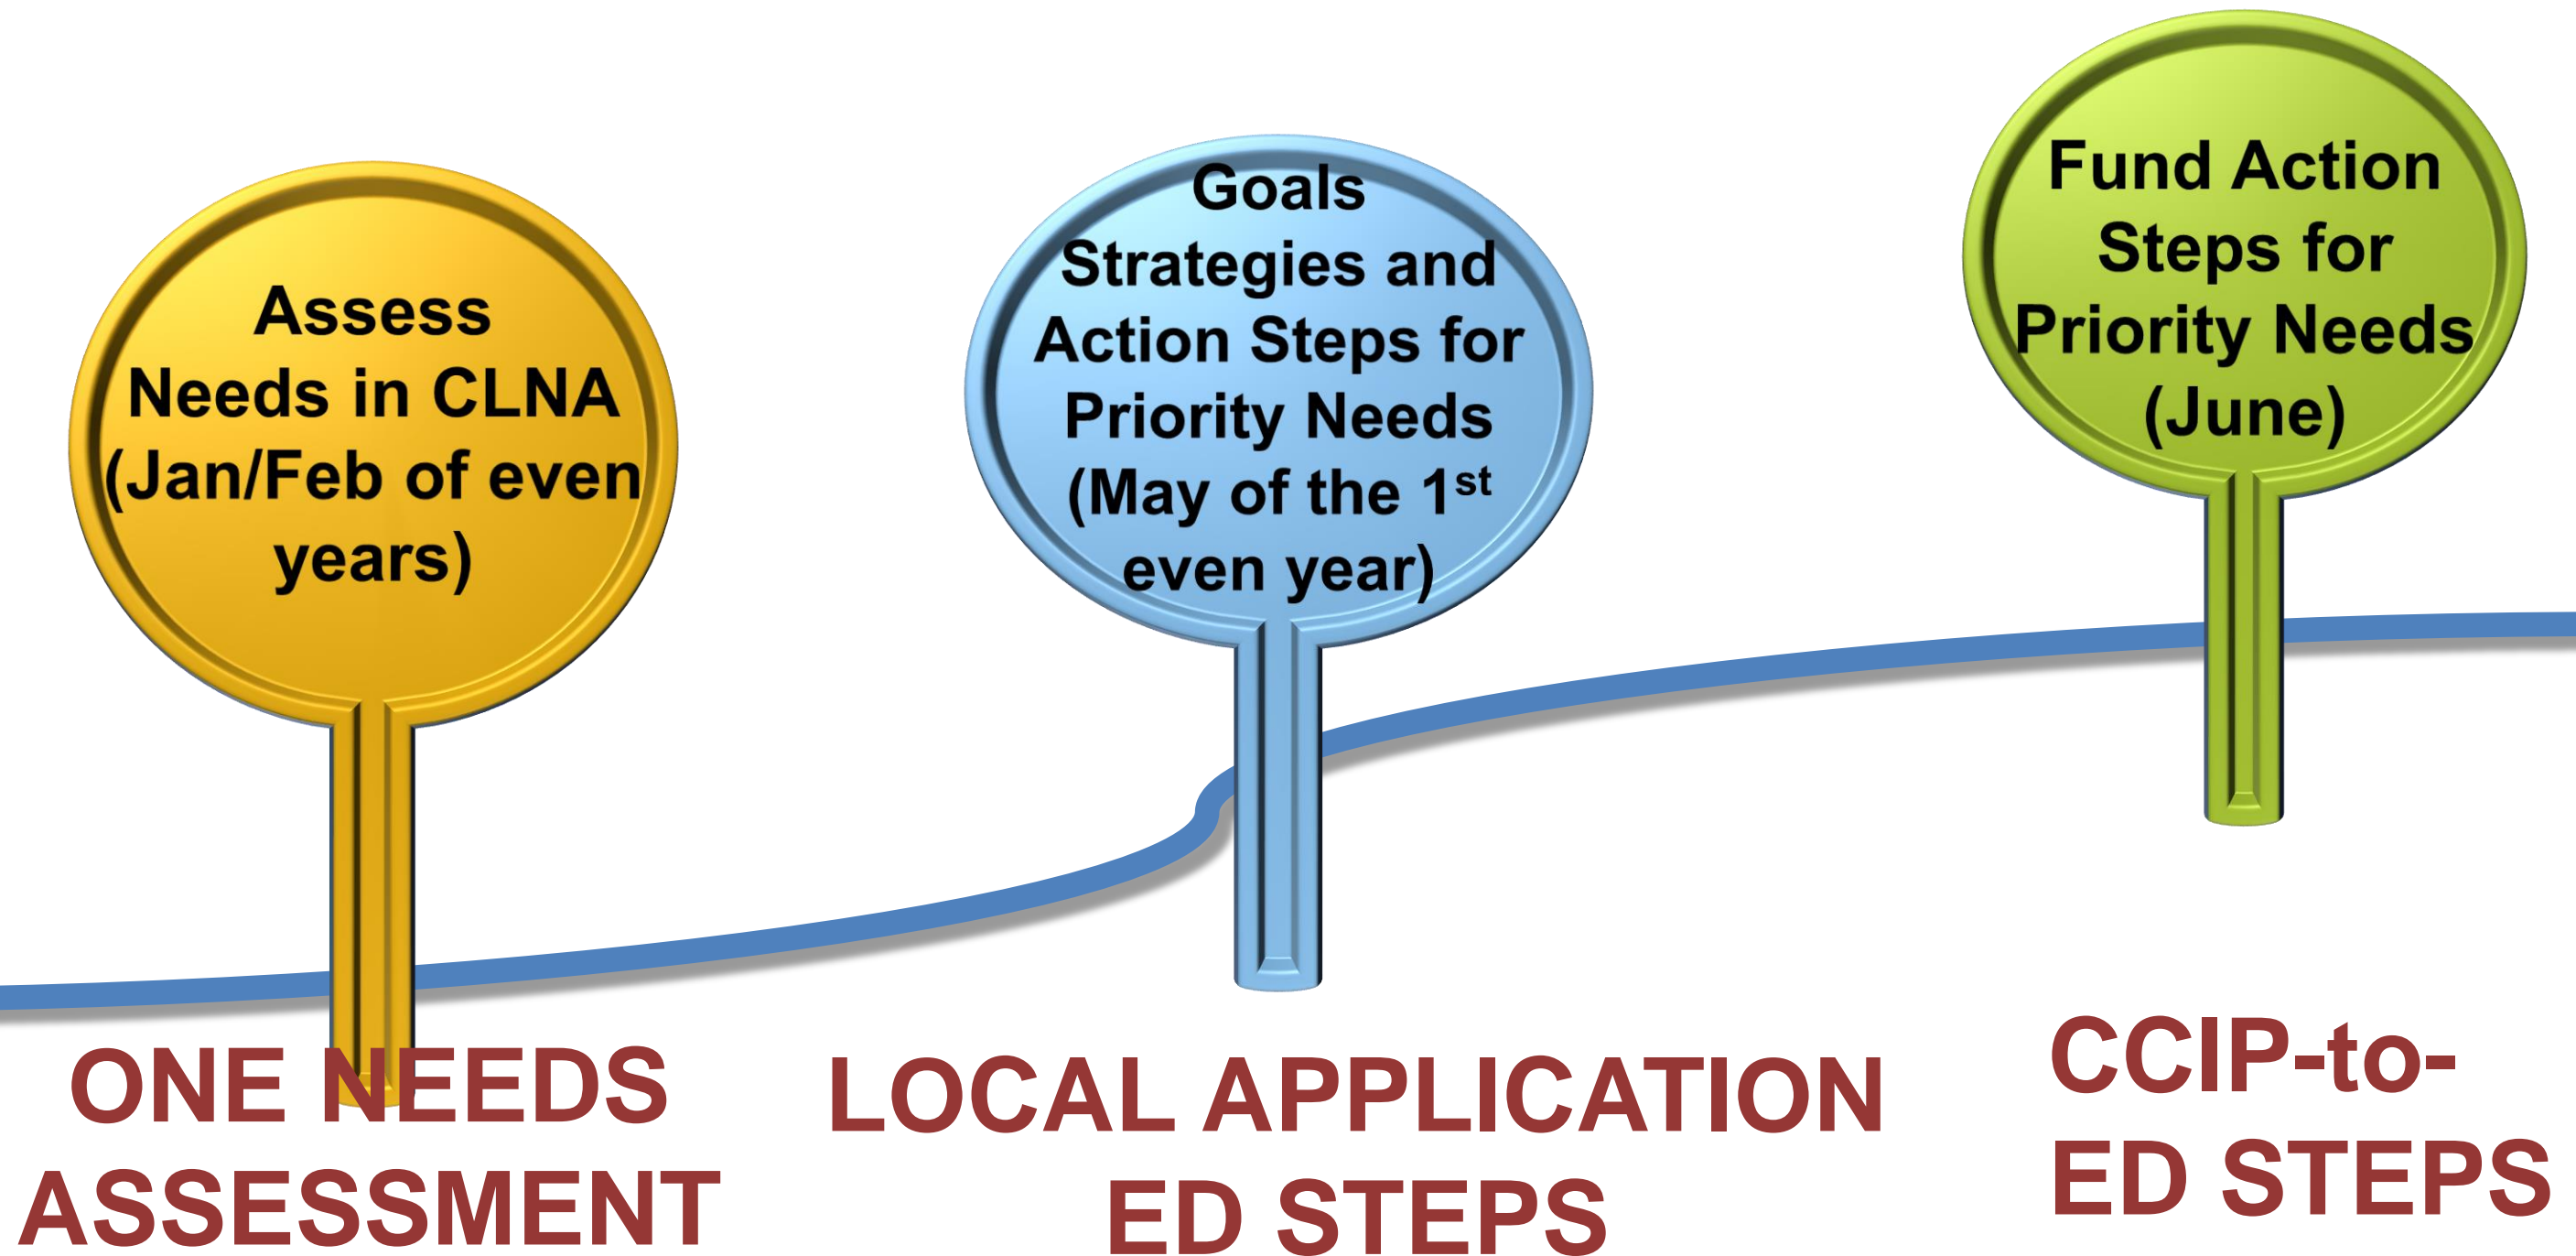 Assess
Needs in CLNA
(Jan/Feb of even
years)
Goals
Strategies and
Action Steps for
Priority Needs
(May of the 1st
even year)
Fund Action
Steps for
Priority Needs
(June)
ONE NEEDS
ASSESSMENT
LOCAL APPLICATION
ED STEPS
CCIP-to-
ED STEPS